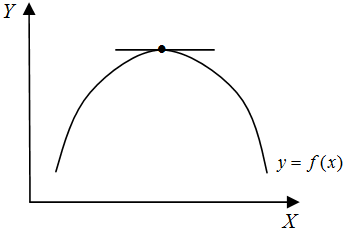 Y
y = f(x)
X